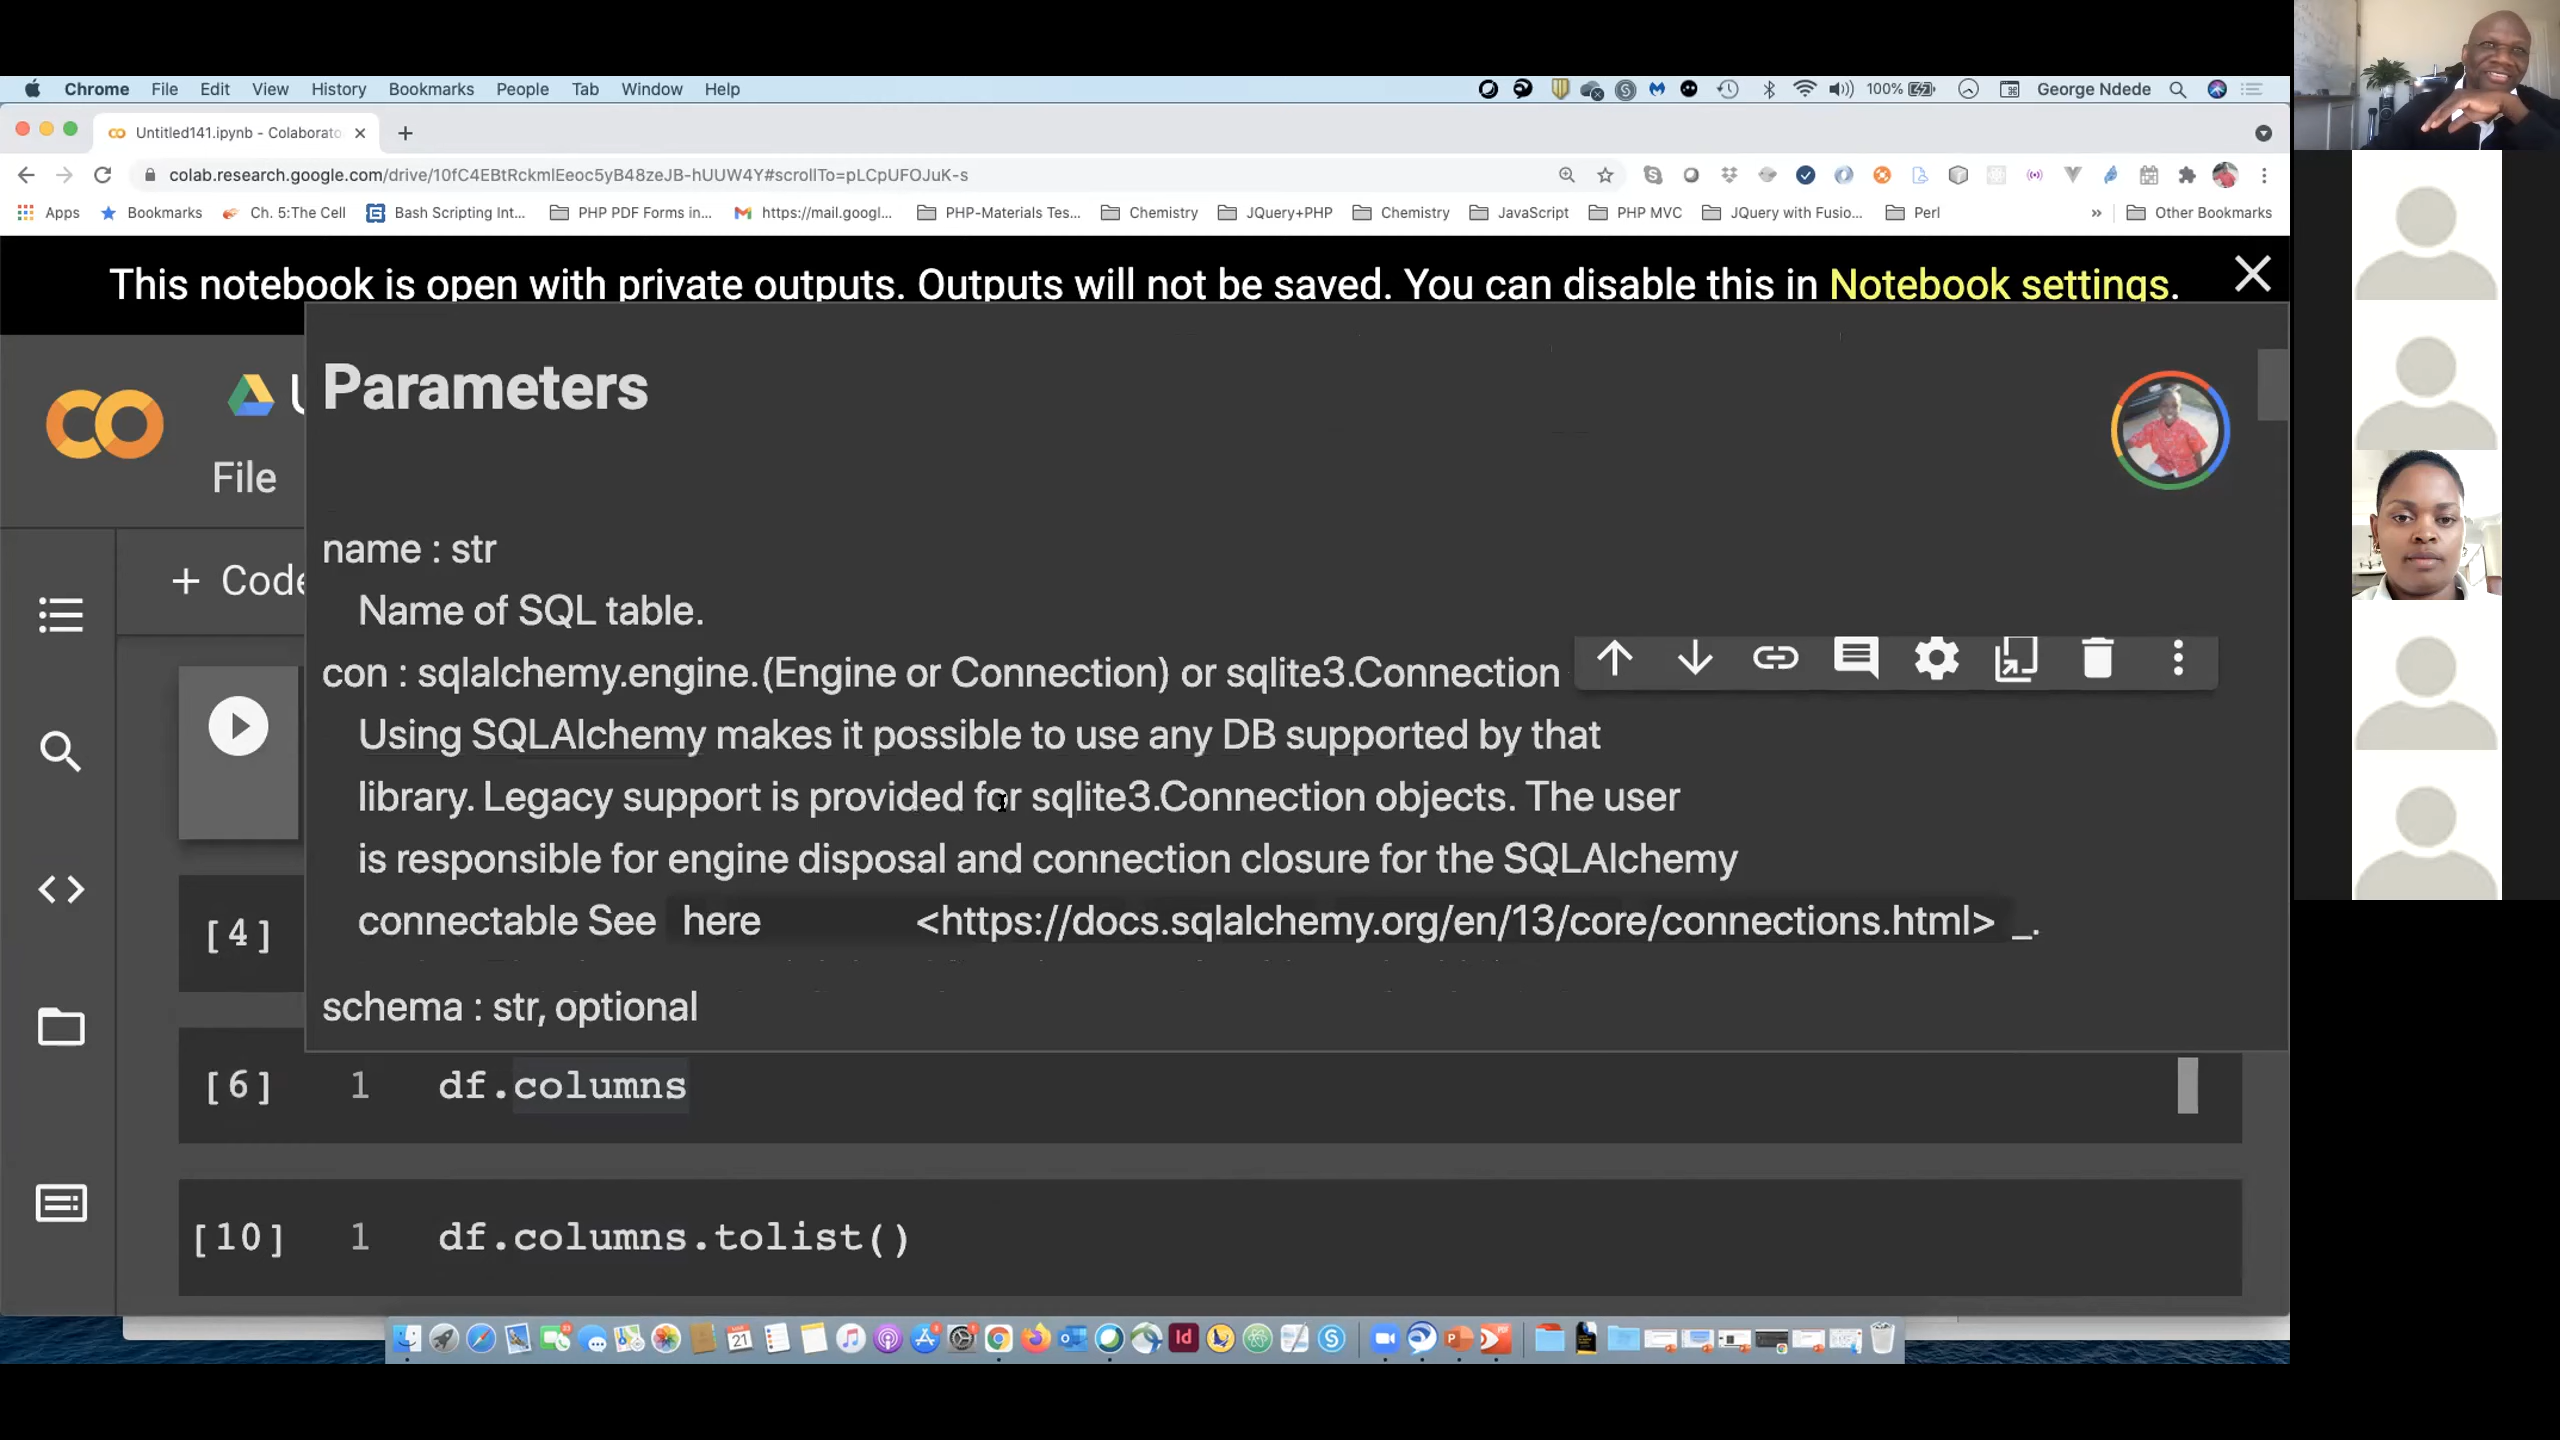 Chrome File Edit View History Bookmarks People Tab Window Help 100% George Ndede
Untitled141.ipynb - Colaborato
colab.research.google.com/drive/10fC4EBtRckmlEeoc5yB48zeJB-hUUW4Y#scrollTo=pLCpUFOJuK-s
Apps Bookmarks Ch. 5:The Cell Bash Scripting Int... PHP PDF Forms in... https://mail.googl... PHP-Materials Tes... Chemistry JQuery+PHP Chemistry JavaScript PHP MVC JQuery with Fusio... Perl » Other Bookmarks
This notebook is open with private outputs. Outputs will not be saved. You can disable this in Notebook settings.
Parameters
File
name : str
+ Code
Name of SQL table.
con : sqlalchemy.engine.(Engine or Connection) or sqlite3.Connection
Using SQLAlchemy makes it possible to use any DB supported by that
library. Legacy support is provided for sqlite3.Connection objects. The user
is responsible for engine disposal and connection closure for the SQLAlchemy
connectable See here <https://docs.sqlalchemy.org/en/13/core/connections.html> _.
[4]
schema : str, optional
[6] 1 df.columns
[10] 1 df.columns.tolist()
21
Id